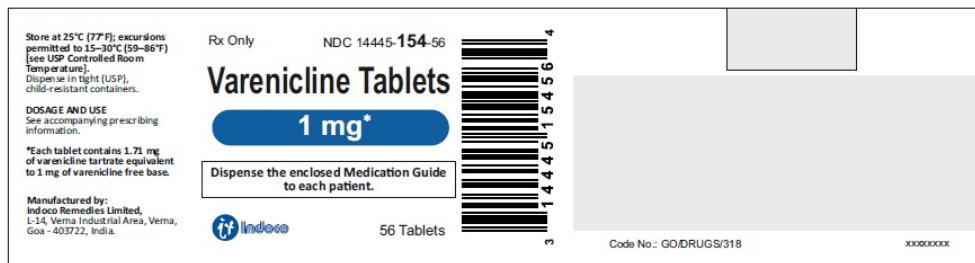 Store at 25°C (77°F); excursions
permitted to 15–30°C (59–86°F)
[see USP Controlled Room
Temperature].
Dispense in tight (USP),
child-resistant containers.
DOSAGE AND USE
See accompanying prescribing
information.
*Each tablet contains 1.71 mg
of varenicline tartrate equivalent
to 1 mg of varenicline free base.
Manufactured by:
Indoco Remedies Limited,
L-14, Verna Industrial Area, Verna,
Goa - 403722, India.
Rx Only
NDC 14445-154-56
Varenicline Tablets
1 mg*
Dispense the enclosed Medication Guide
to each patient.
Indoco
56 Tablets
3 14445 15456 4
Code No.: GO/DRUGS/318
xxxxxxxx